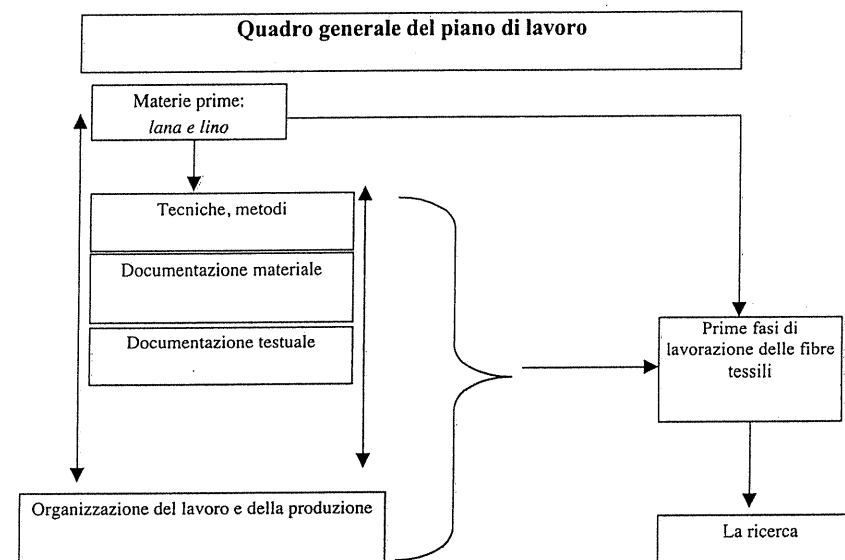 Quadro generale del piano di lavoro
Materie prime:
lana e lino
Tecniche, metodi
Documentazione materiale
Documentazione testuale
Prime fasi di
lavorazione delle fibre
tessili
Organizzazione del lavoro e della produzione
La ricerca